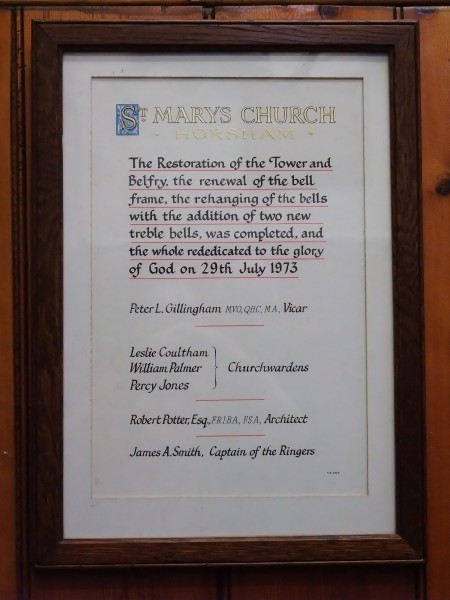 St MARYS CHURCH
· HORSHAM ·
The Restoration of the Tower and
Belfry, the renewal of the bell
frame, the rehanging of the bells
with the addition of two new
treble bells, was completed, and
the whole rededicated to the glory
of God on 29th July 1973
Peter L. Gillingham MVO, QHC, M.A., Vicar
Leslie Coultham
William Palmer
Percy Jones
Churchwardens
Robert Potter, Esq., F.R.I.B.A., F.S.A., Architect
James A. Smith, Captain of the Ringers